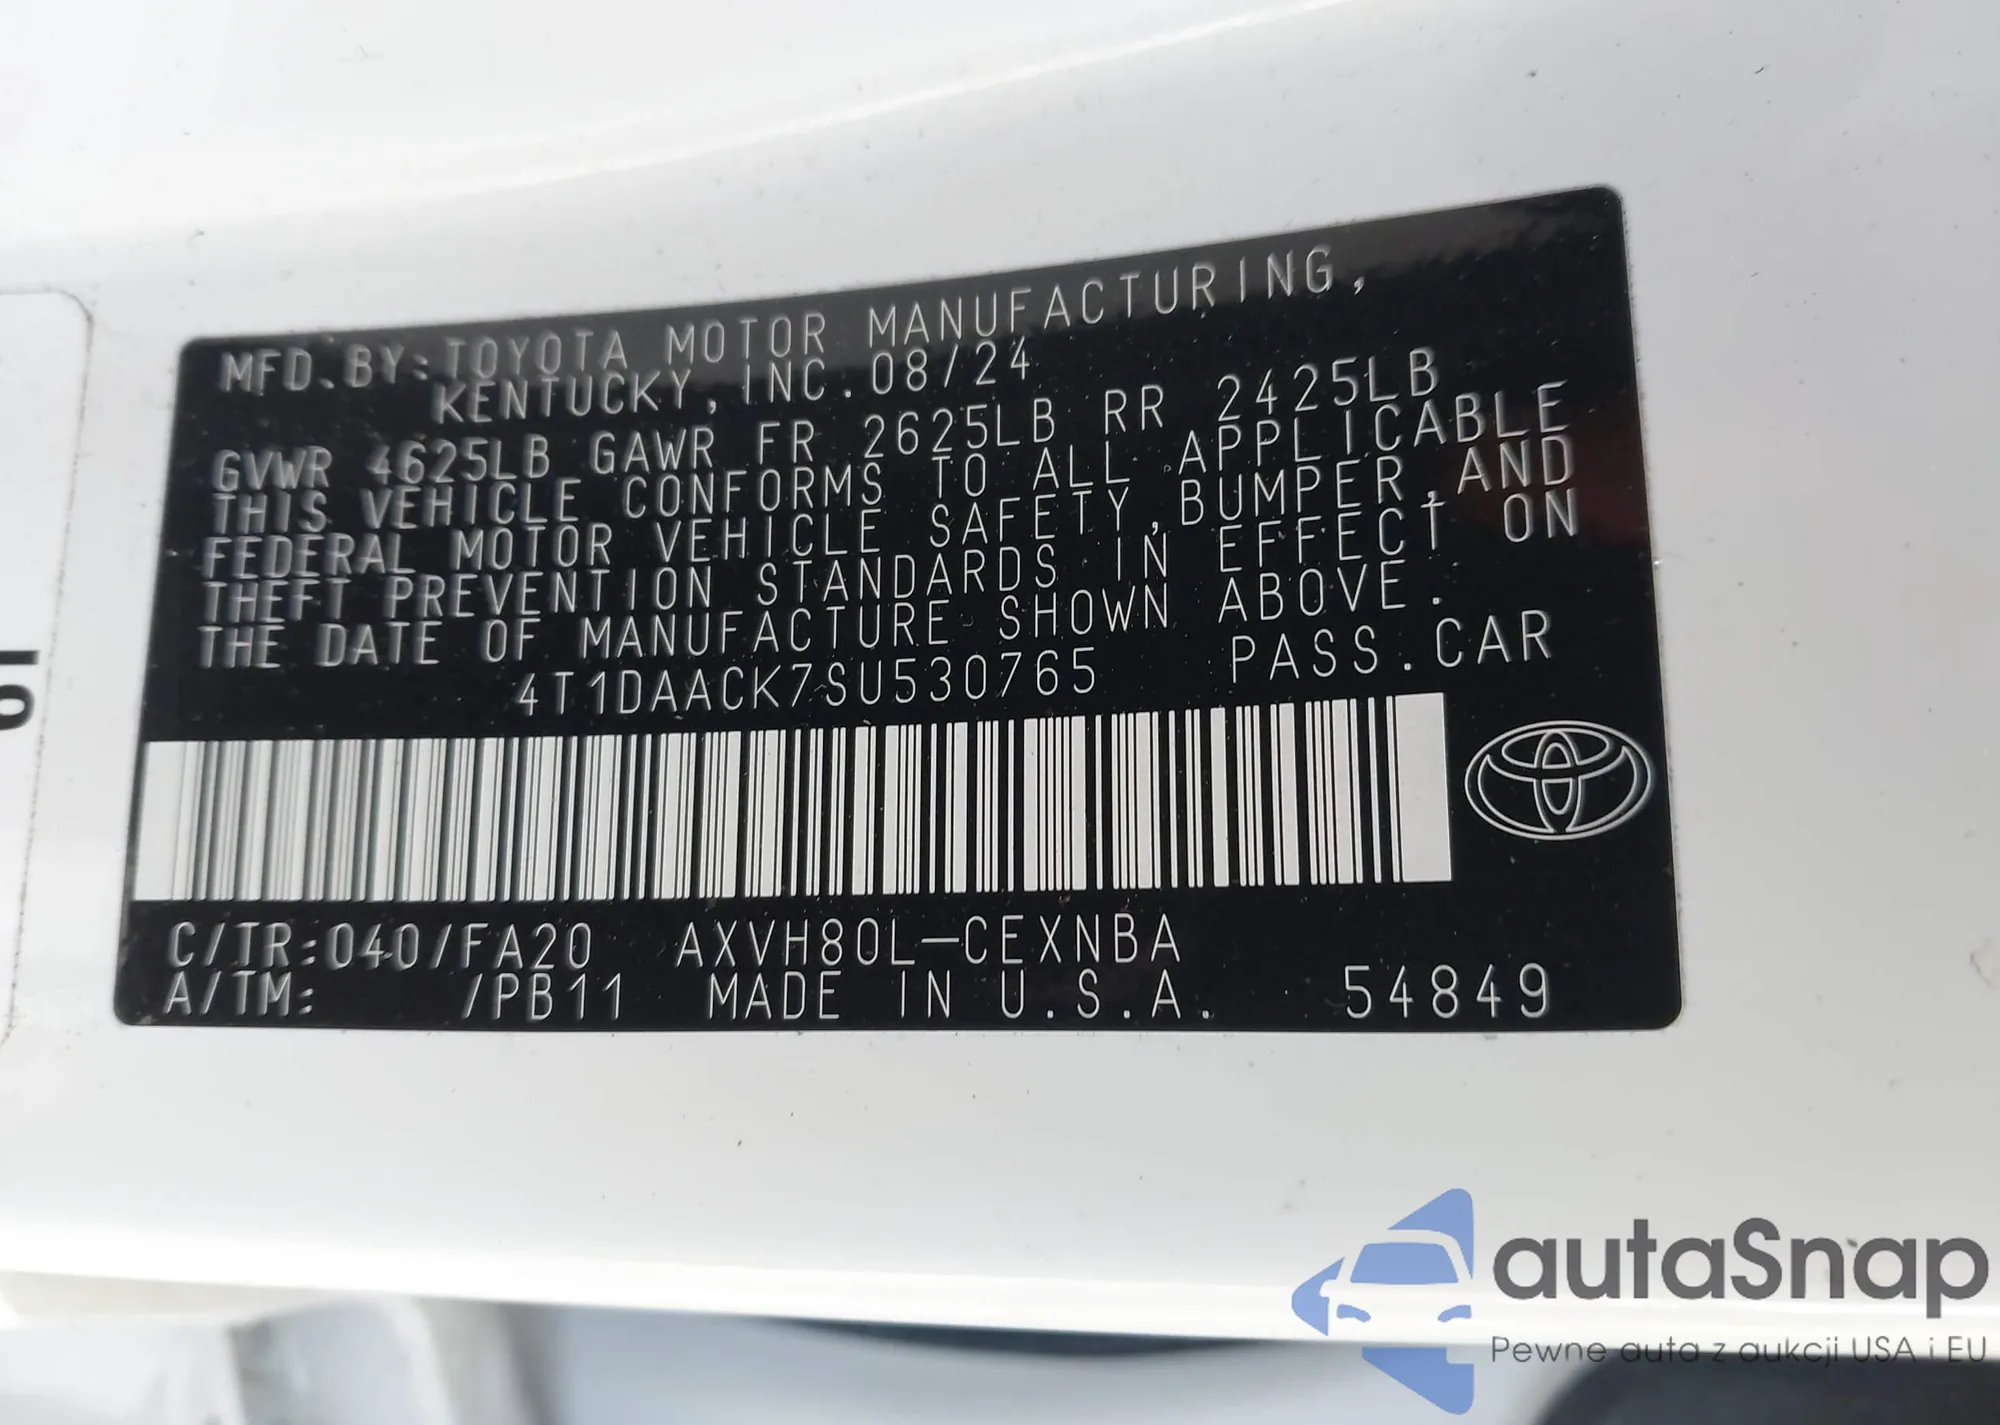 MFD.BY:TOYOTA MOTOR MANUFACTURING,
KENTUCKY,INC.08/24
GVWR 4625LB GAWR FR 2625LB RR 2425LB
THIS VEHICLE CONFORMS TO ALL APPLICABLE
FEDERAL MOTOR VEHICLE SAFETY,BUMPER,AND
THEFT PREVENTION STANDARDS IN EFFECT ON
THE DATE OF MANUFACTURE SHOWN ABOVE.
4T1DAACK7SU530765 PASS.CAR
C/TR:040/FA20 AXVH80L-CEXNBA
A/TM: /PB11 MADE IN U.S.A. 54849
autaSnap
Pewne auta z aukcji USA i EU